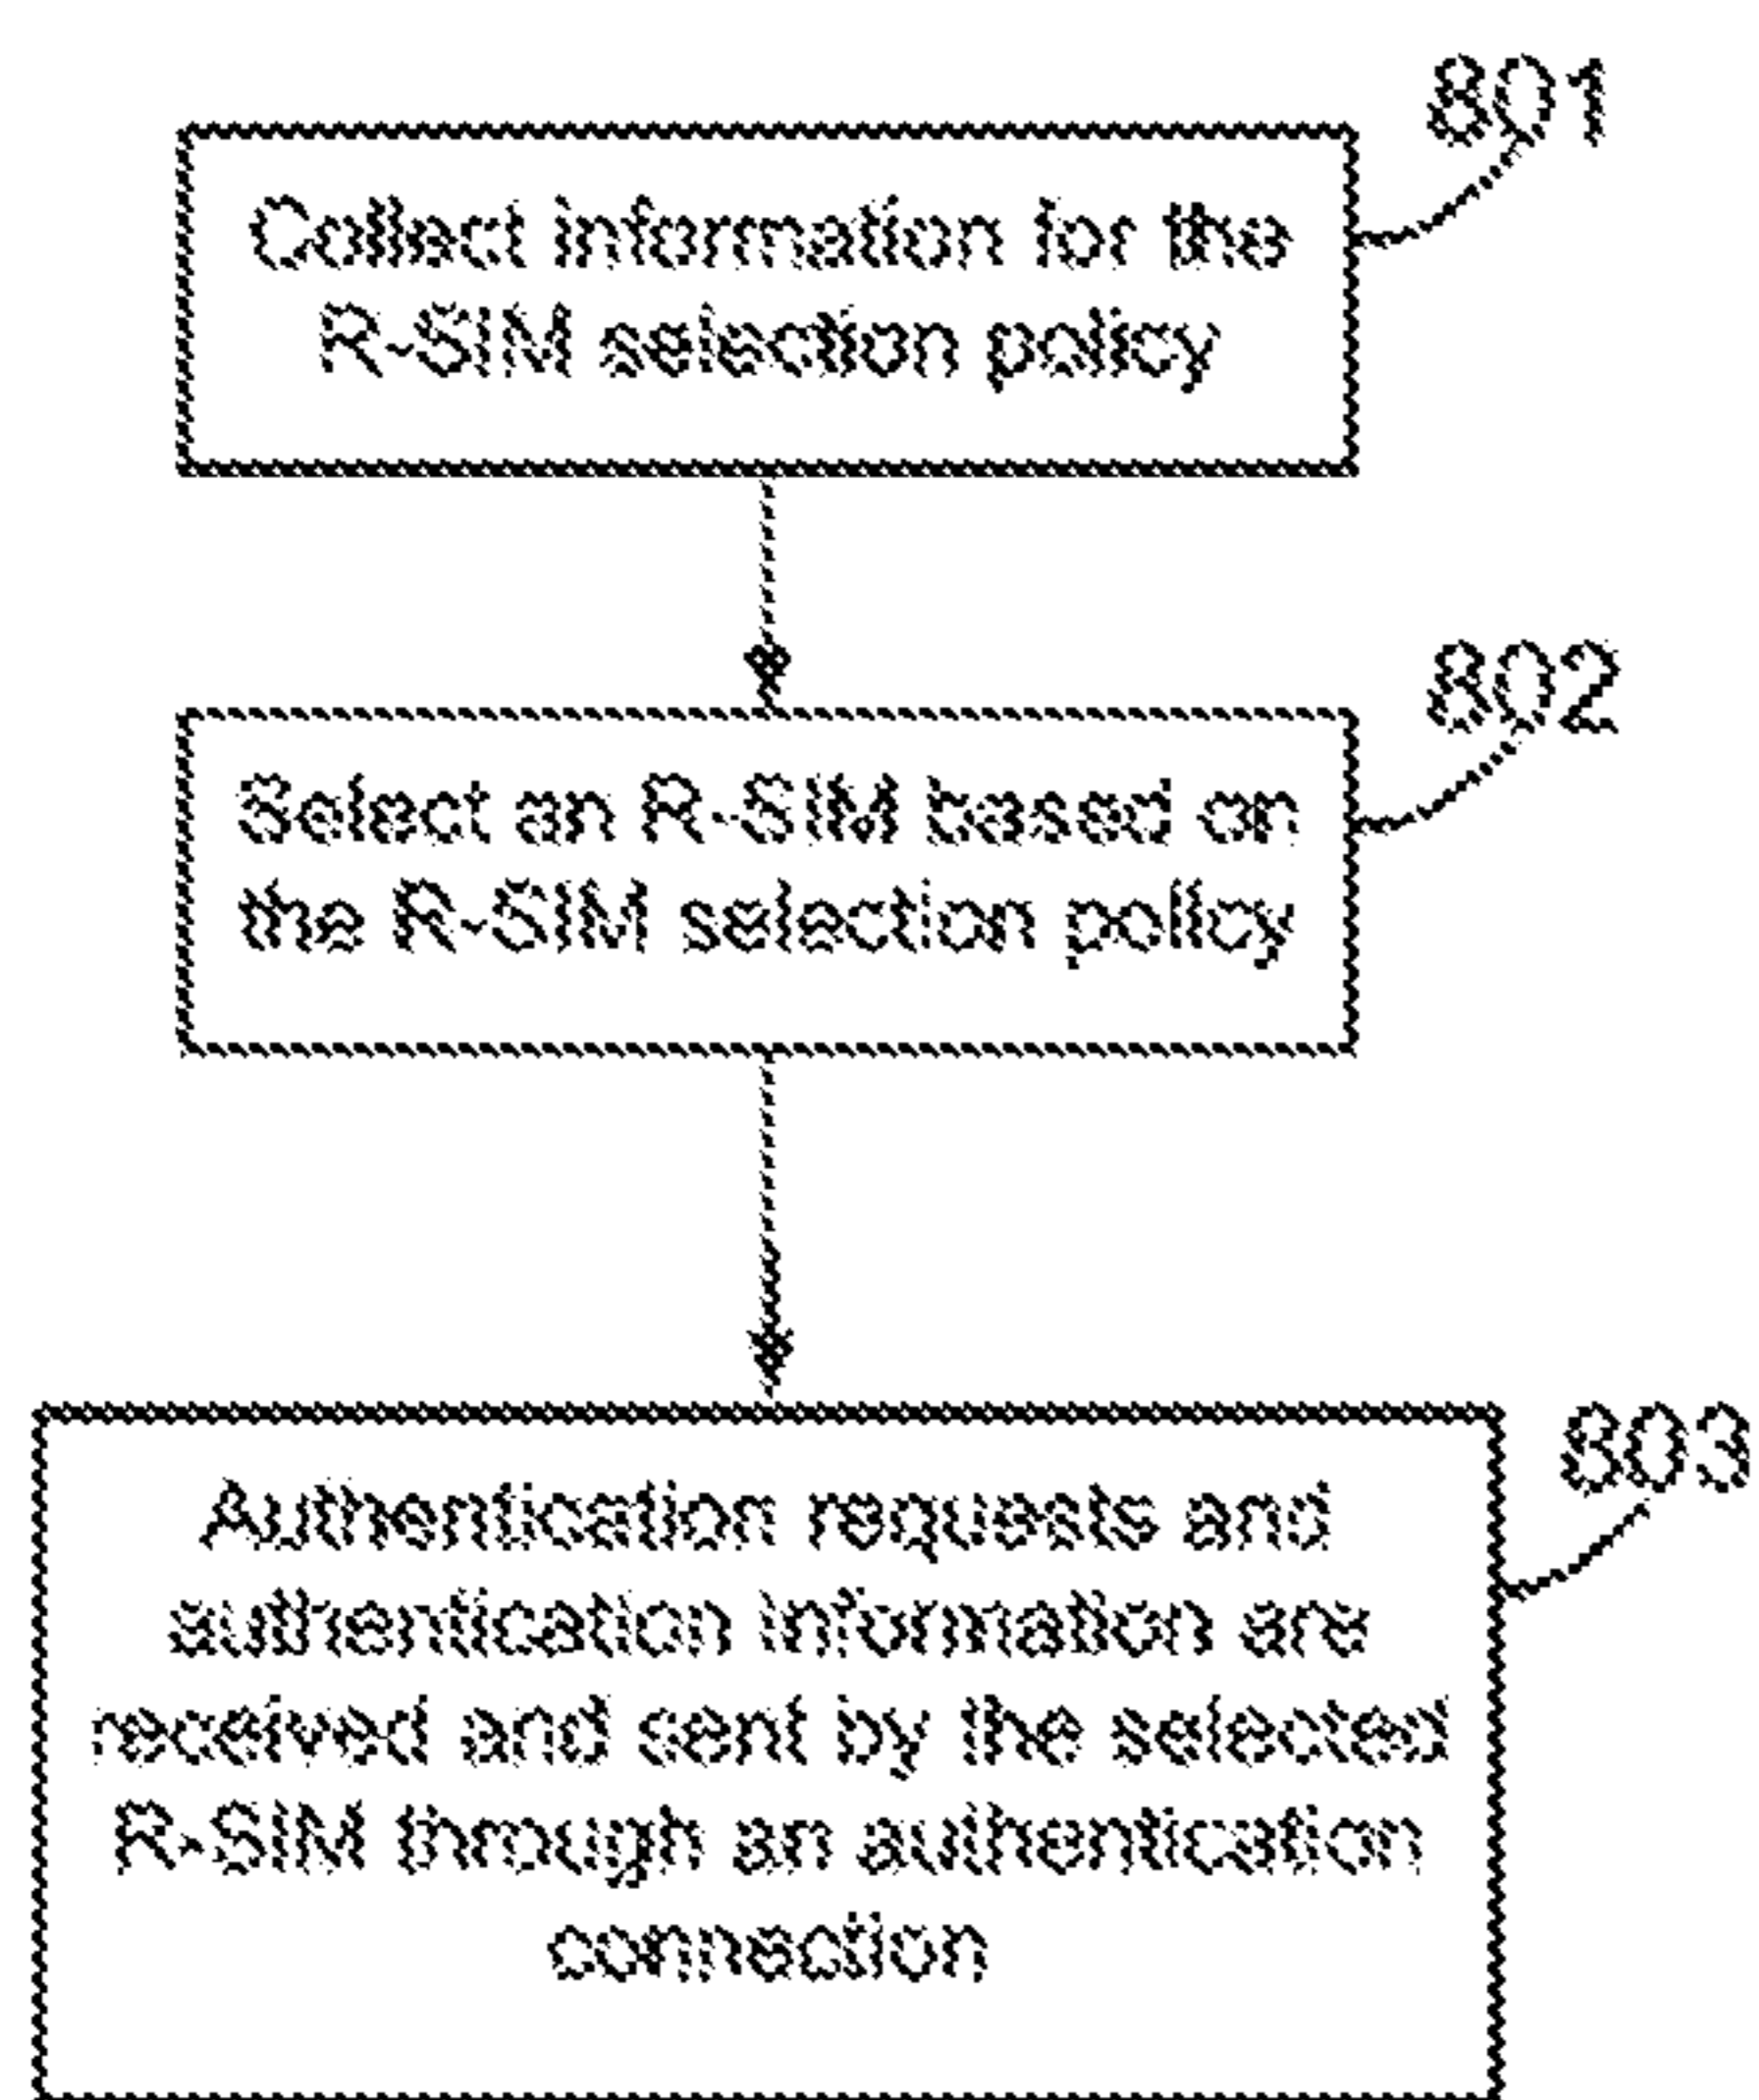 801
Collect information for the
R-SIM selection policy
802
Select an R-SIM based on
the R-SIM selection policy
803
Authentication requests and
authentication information are
received and sent by the selected
R-SIM through an authentication
connection